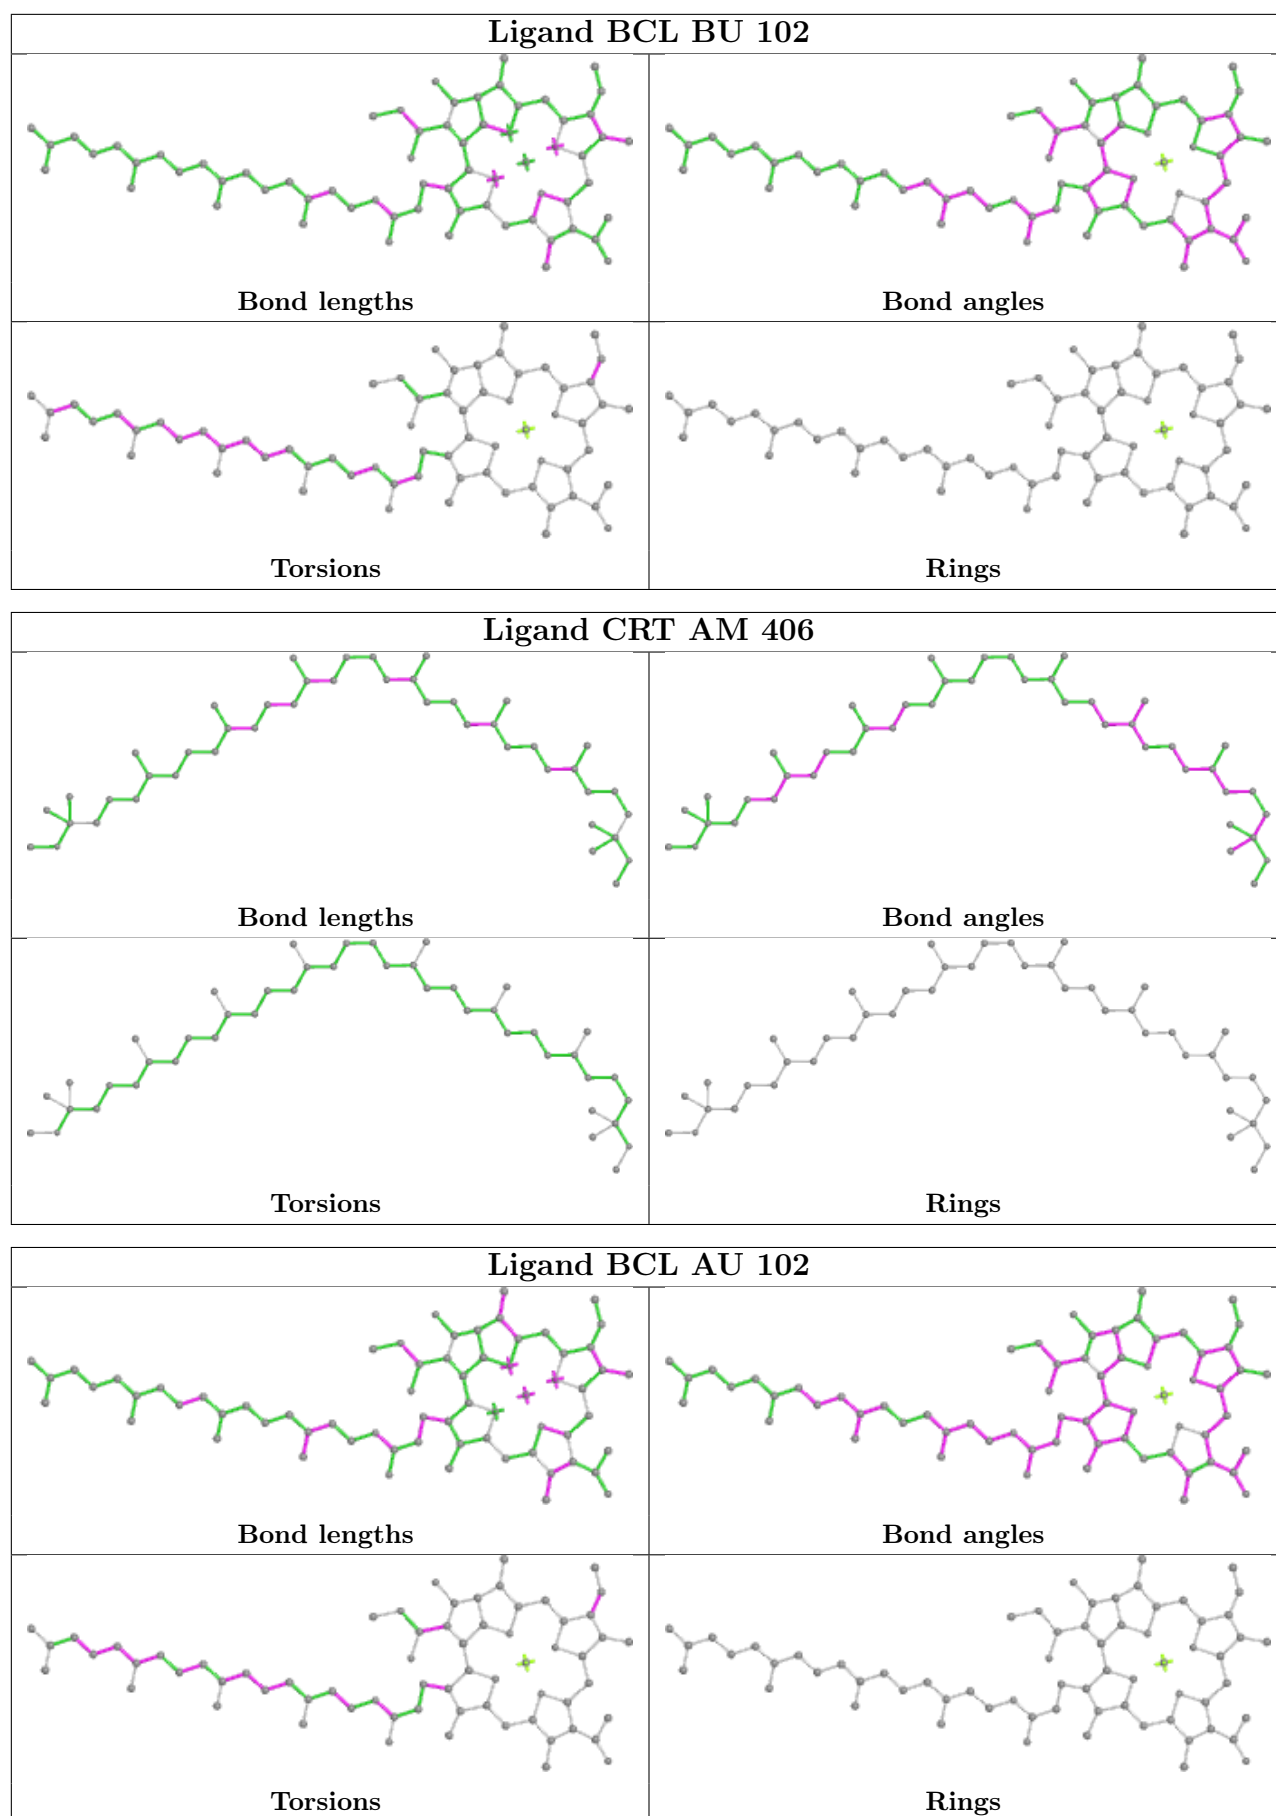 Ligand BCL BU 102
Bond lengths
Bond angles
Torsions
Rings
Ligand CRT AM 406
Bond lengths
Bond angles
Torsions
Rings
Ligand BCL AU 102
Bond lengths
Bond angles
Torsions
Rings